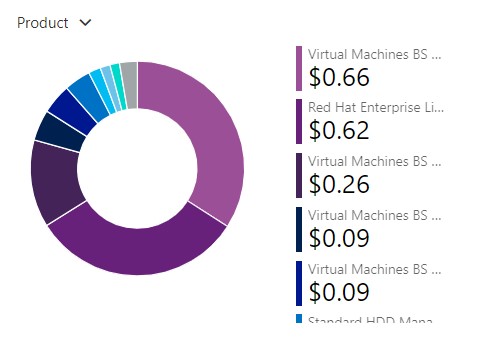 Product
Virtual Machines BS ...
$0.66
Red Hat Enterprise Li...
$0.62
Virtual Machines BS ...
$0.26
Virtual Machines BS ...
$0.09
Virtual Machines BS ...
$0.09
Standard HDD Mana...